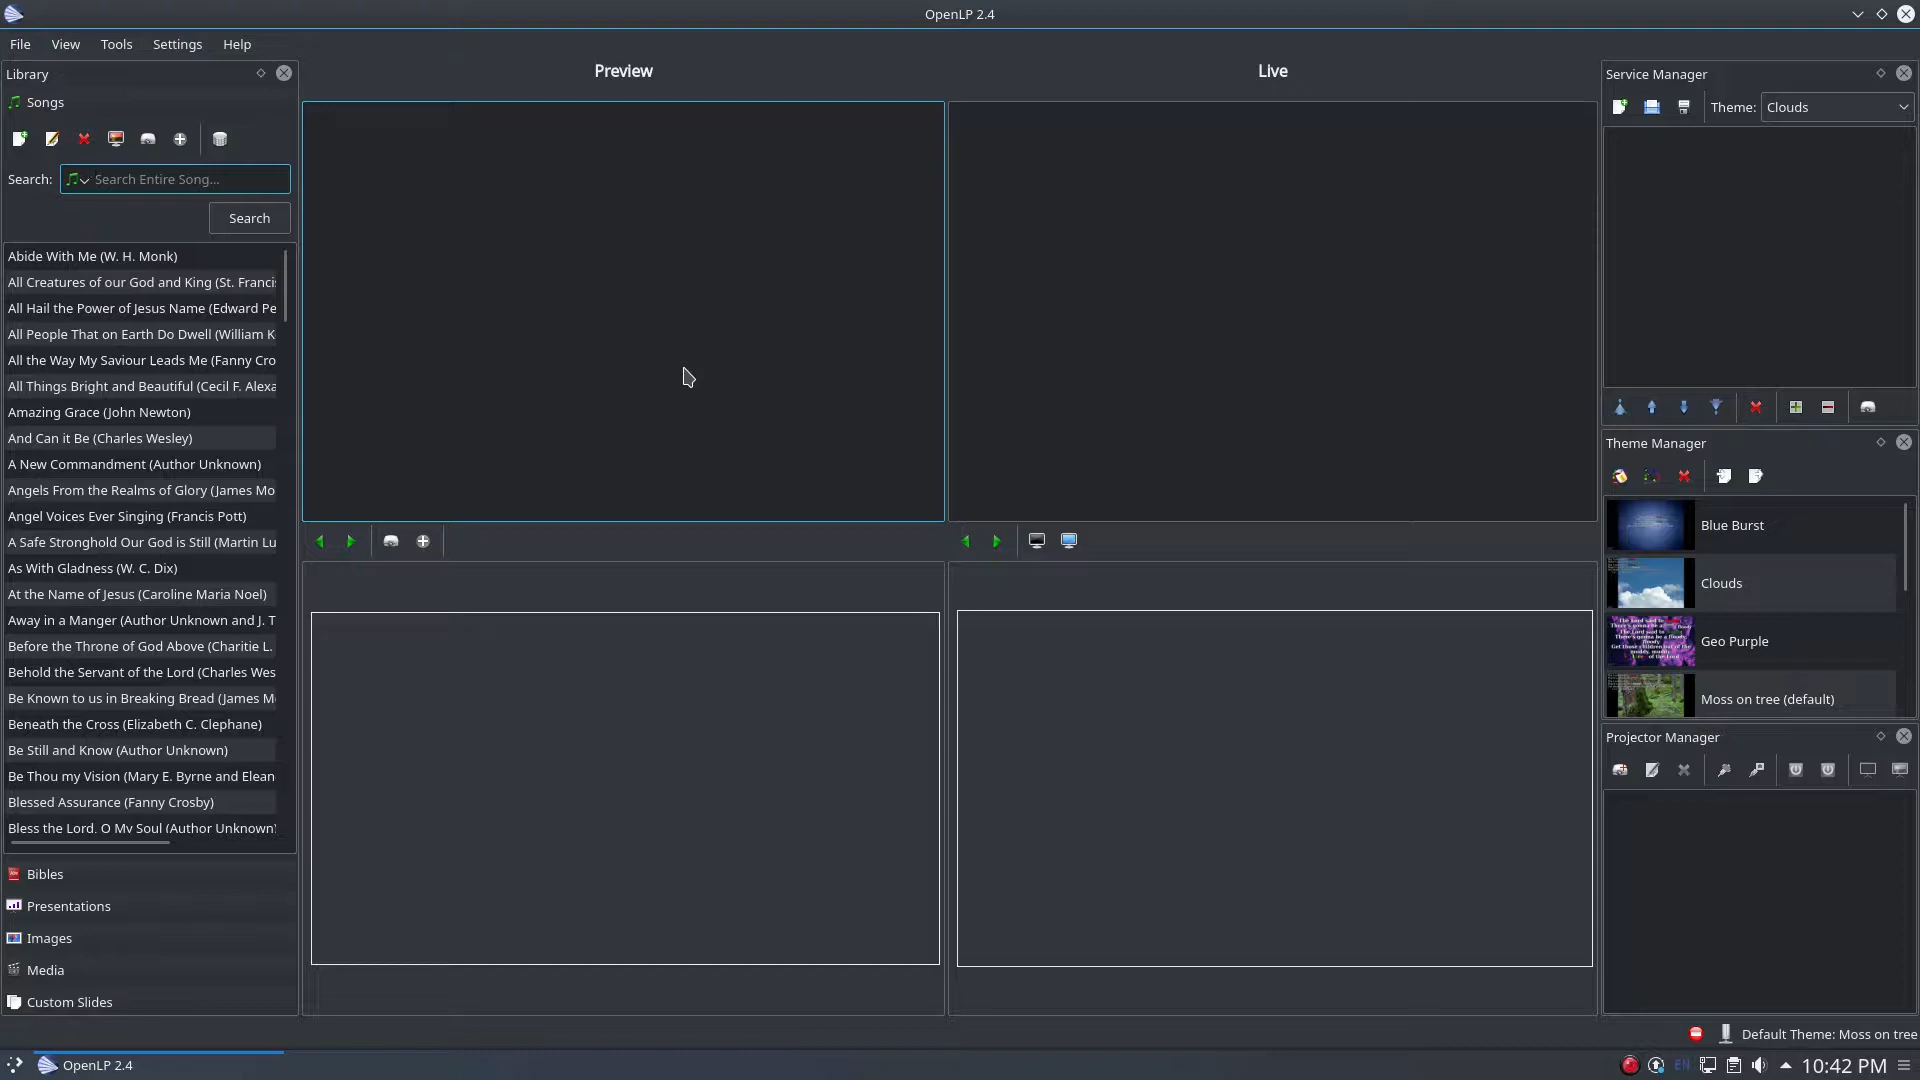 OpenLP 2.4
File View Tools Settings Help
Library
Songs
Search: Search Entire Song...
Search
Abide With Me (W. H. Monk)
All Creatures of our God and King (St. Franci
All Hail the Power of Jesus Name (Edward Pe
All People That on Earth Do Dwell (William K
All the Way My Saviour Leads Me (Fanny Cro
All Things Bright and Beautiful (Cecil F. Alexa
Amazing Grace (John Newton)
And Can it Be (Charles Wesley)
A New Commandment (Author Unknown)
Angels From the Realms of Glory (James Mo
Angel Voices Ever Singing (Francis Pott)
A Safe Stronghold Our God is Still (Martin Lu
As With Gladness (W. C. Dix)
At the Name of Jesus (Caroline Maria Noel)
Away in a Manger (Author Unknown and J. T
Before the Throne of God Above (Charitie L.
Behold the Servant of the Lord (Charles Wes
Be Known to us in Breaking Bread (James M
Beneath the Cross (Elizabeth C. Clephane)
Be Still and Know (Author Unknown)
Be Thou my Vision (Mary E. Byrne and Elean
Blessed Assurance (Fanny Crosby)
Bless the Lord, O My Soul (Author Unknown)
Bibles
Presentations
Images
Media
Custom Slides
Preview
Live
Service Manager
Theme: Clouds
Theme Manager
Blue Burst
Clouds
Geo Purple
Moss on tree (default)
Projector Manager
Default Theme: Moss on tree
OpenLP 2.4
EN
10:42 PM